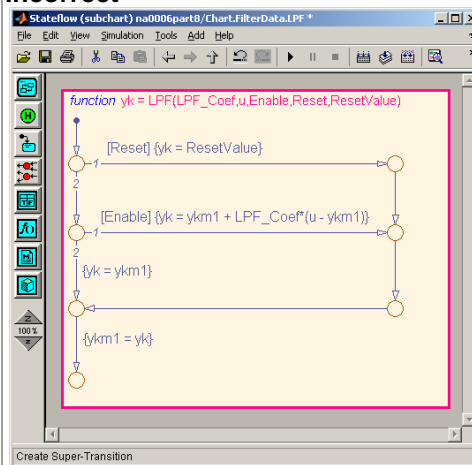 Incorrect
Stateflow (subchart) na0006part8/Chart.FilterData.LPF *
File Edit View Simulation Tools Add Help
function yk = LPF(LPF_Coef,u,Enable,Reset,ResetValue)
[Reset] {yk = ResetValue}
1
2
[Enable] {yk = ykm1 + LPF_Coef*(u - ykm1)}
1
2
{yk = ykm1}
{ykm1 = yk}
100 %
Create Super-Transition